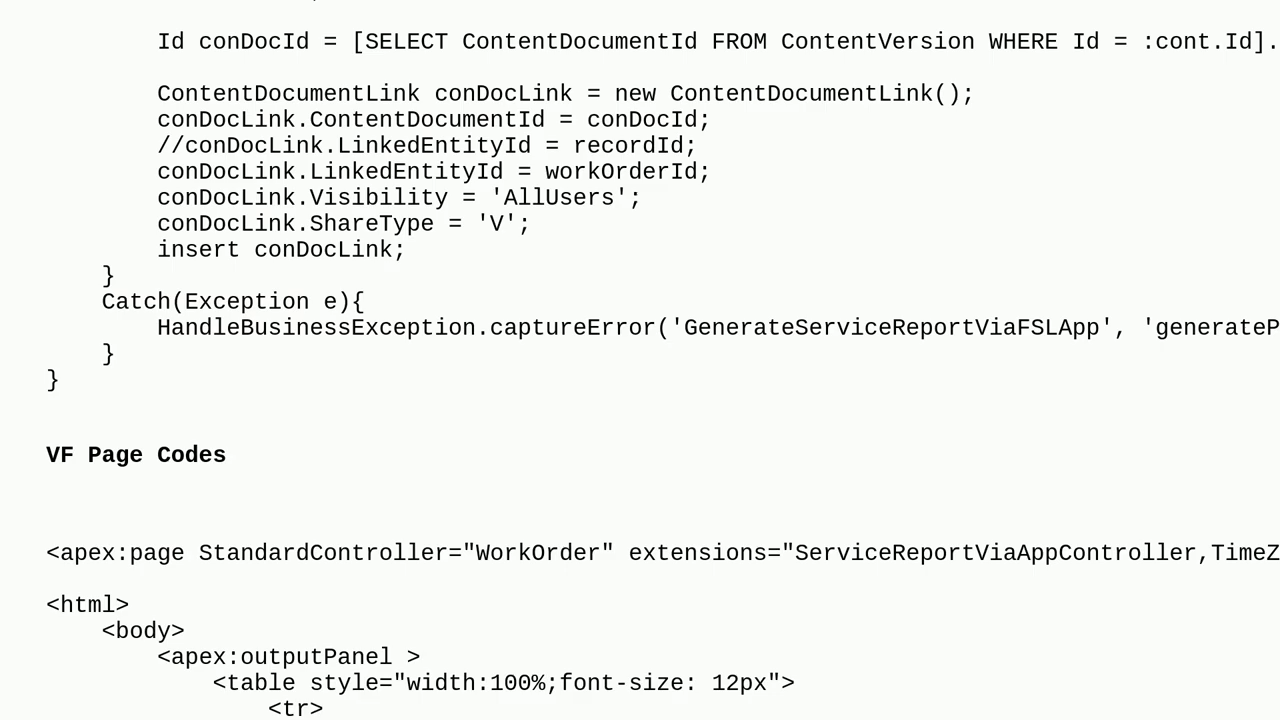 Id conDocId = [SELECT ContentDocumentId FROM ContentVersion WHERE Id = :cont.Id].
ContentDocumentLink conDocLink = new ContentDocumentLink();
conDocLink.ContentDocumentId = conDocId;
//conDocLink.LinkedEntityId = recordId;
conDocLink.LinkedEntityId = workOrderId;
conDocLink.Visibility = 'AllUsers';
conDocLink.ShareType = 'V';
insert conDocLink;
}
Catch(Exception e){
HandleBusinessException.captureError('GenerateServiceReportViaFSLApp', 'generateP
}
}
VF Page Codes
<apex:page StandardController="WorkOrder" extensions="ServiceReportViaAppController,TimeZ
<html>
<body>
<apex:outputPanel >
<table style="width:100%;font-size: 12px">
<tr>